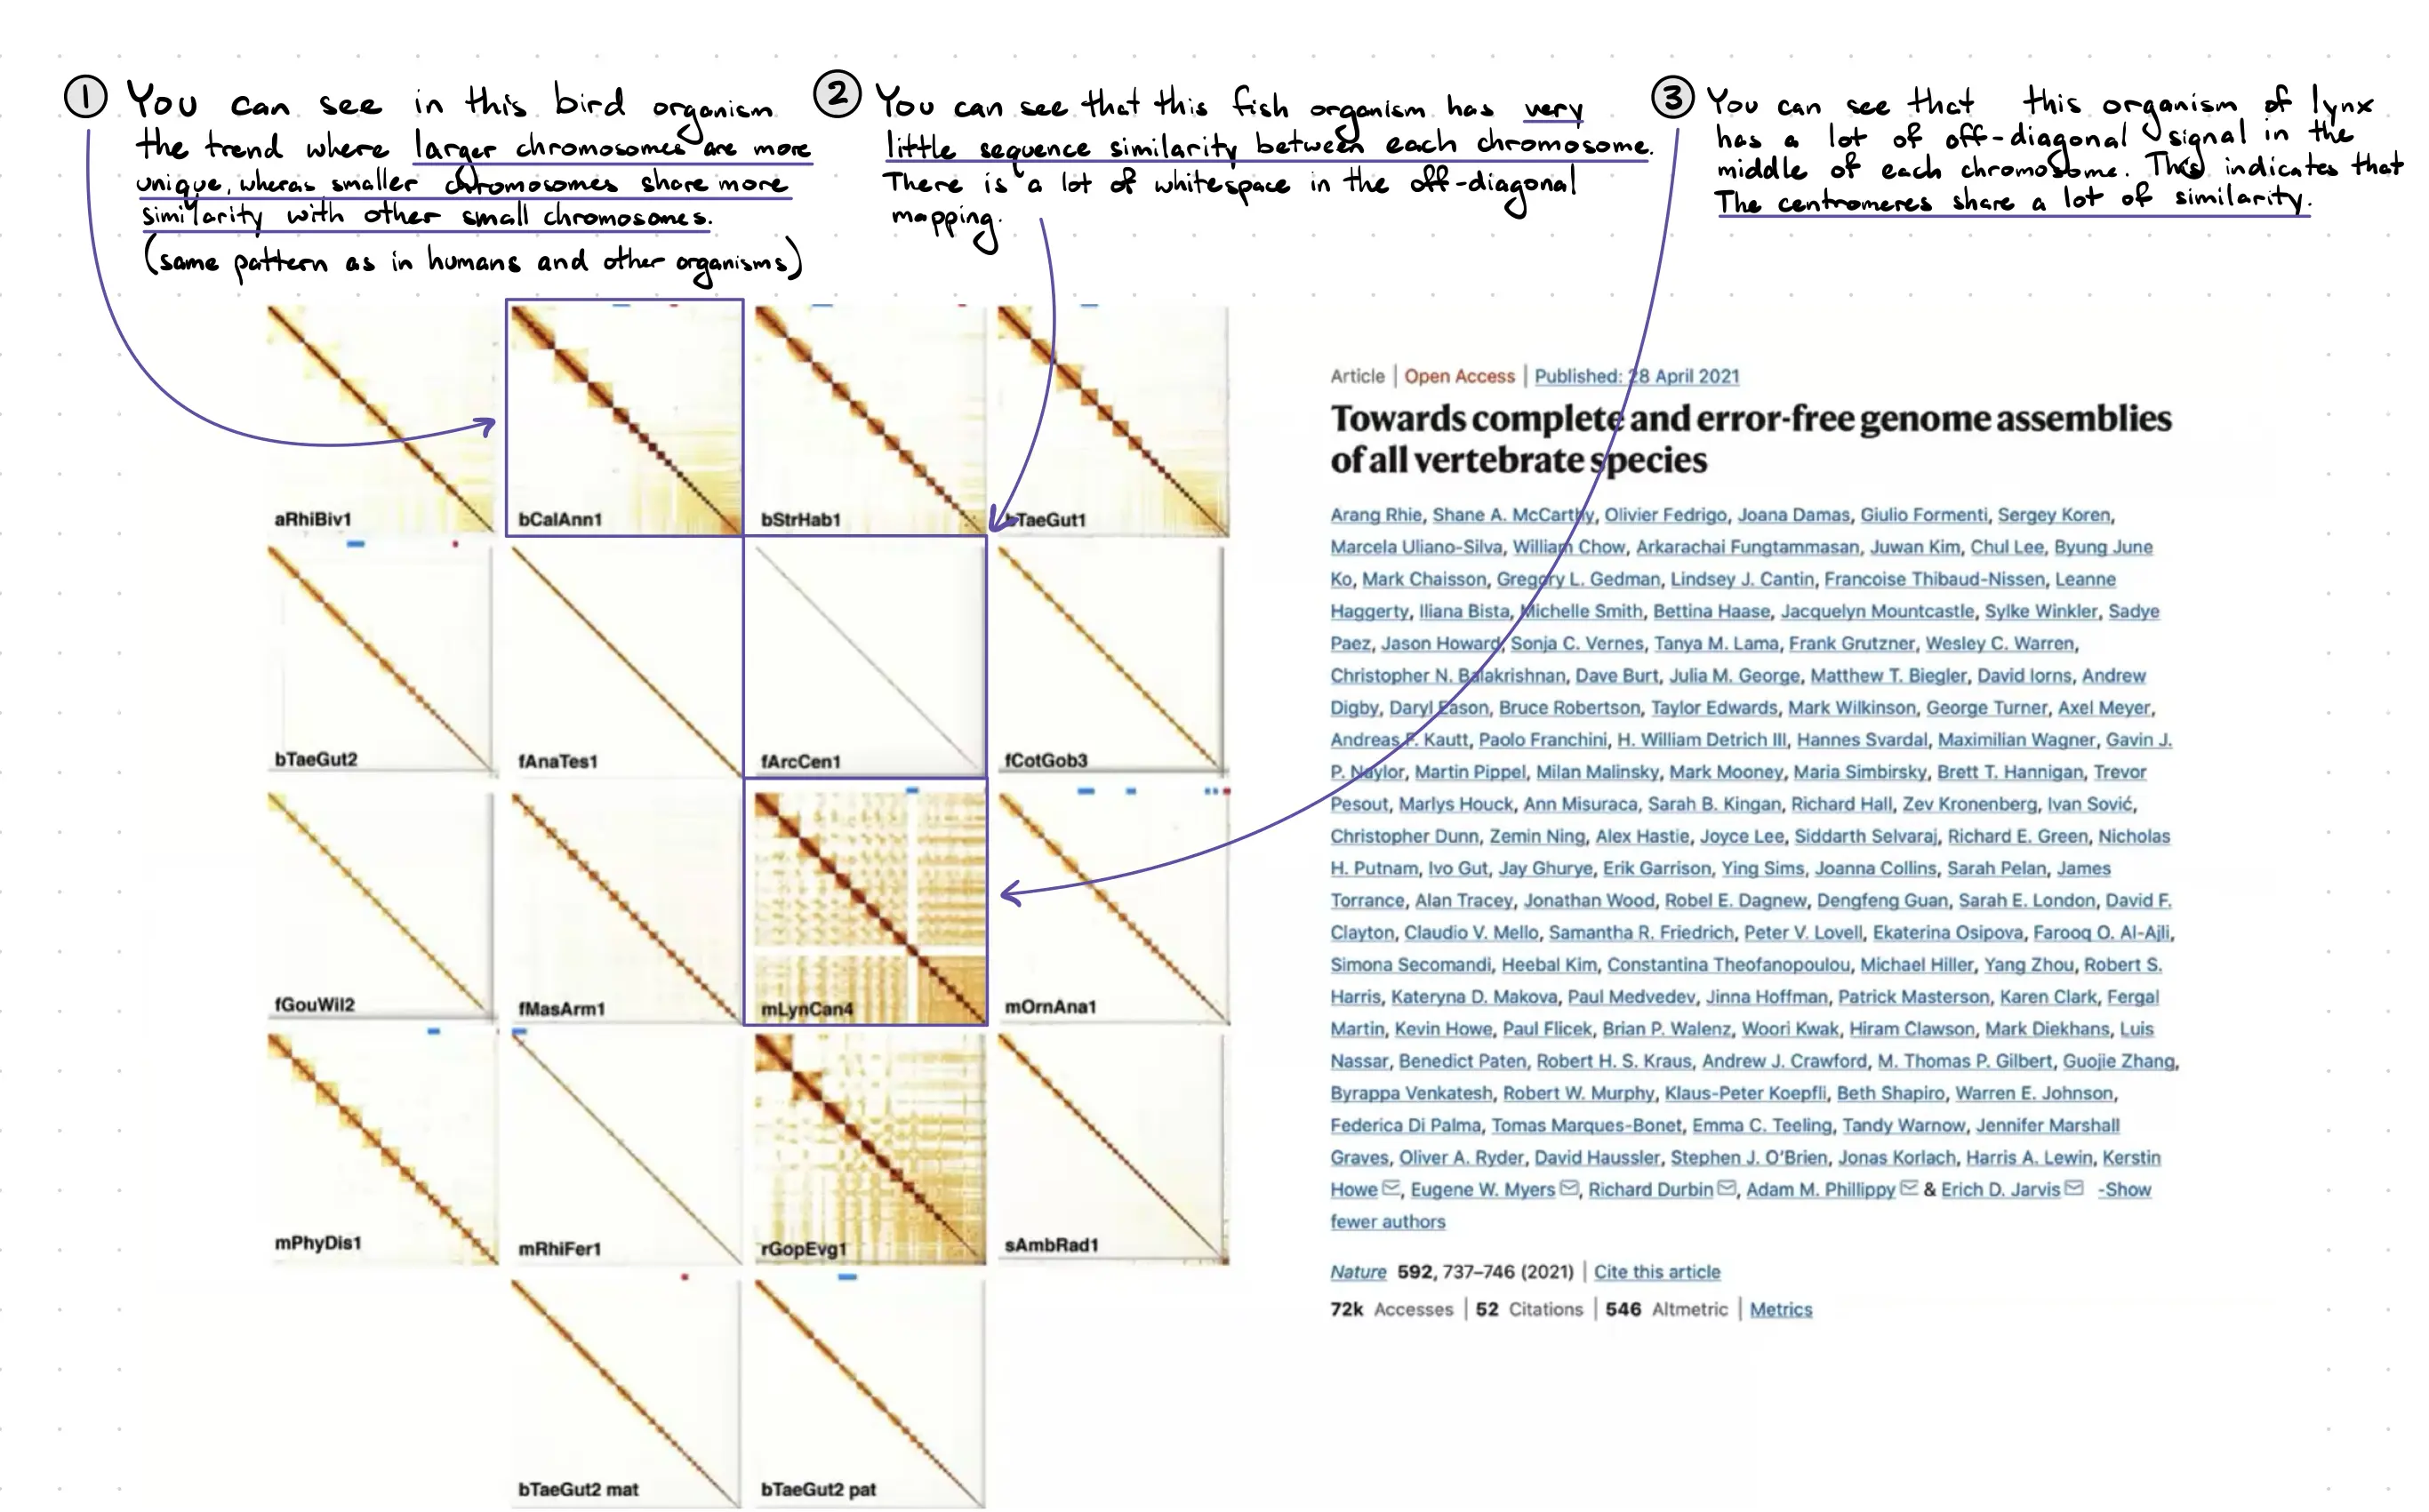 ① You can see in this bird organism
the trend where larger chromosomes are more
unique, wheras smaller chromosomes share more
similarity with other small chromosomes.
(same pattern as in humans and other organisms)
② You can see that this fish organism has very
little sequence similarity between each chromosome.
There is a lot of whitespace in the off-diagonal
mapping.
③ You can see that this organism of lynx
has a lot of off-diagonal signal in the
middle of each chromosome. This indicates that
The centromeres share a lot of similarity.
aRhiBiv1
bCalAnn1
bStrHab1
bTaeGut1
bTaeGut2
fAnaTes1
fArcCen1
fCotGob3
fGouWil2
fMasArm1
mLynCan4
mOrnAna1
mPhyDis1
mRhiFer1
rGopEvg1
sAmbRad1
bTaeGut2 mat
bTaeGut2 pat
Article | Open Access | Published: 28 April 2021
Towards complete and error-free genome assemblies
of all vertebrate species
Arang Rhie, Shane A. McCarthy, Olivier Fedrigo, Joana Damas, Giulio Formenti, Sergey Koren,
Marcela Uliano-Silva, William Chow, Arkarachai Fungtammasan, Juwan Kim, Chul Lee, Byung June
Ko, Mark Chaisson, Gregory L. Gedman, Lindsey J. Cantin, Francoise Thibaud-Nissen, Leanne
Haggerty, Iliana Bista, Michelle Smith, Bettina Haase, Jacquelyn Mountcastle, Sylke Winkler, Sadye
Paez, Jason Howard, Sonja C. Vernes, Tanya M. Lama, Frank Grutzner, Wesley C. Warren,
Christopher N. Balakrishnan, Dave Burt, Julia M. George, Matthew T. Biegler, David Iorns, Andrew
Digby, Daryl Eason, Bruce Robertson, Taylor Edwards, Mark Wilkinson, George Turner, Axel Meyer,
Andreas F. Kautt, Paolo Franchini, H. William Detrich III, Hannes Svardal, Maximilian Wagner, Gavin J.
P. Naylor, Martin Pippel, Milan Malinsky, Mark Mooney, Maria Simbirsky, Brett T. Hannigan, Trevor
Pesout, Marlys Houck, Ann Misuraca, Sarah B. Kingan, Richard Hall, Zev Kronenberg, Ivan Sović,
Christopher Dunn, Zemin Ning, Alex Hastie, Joyce Lee, Siddarth Selvaraj, Richard E. Green, Nicholas
H. Putnam, Ivo Gut, Jay Ghurye, Erik Garrison, Ying Sims, Joanna Collins, Sarah Pelan, James
Torrance, Alan Tracey, Jonathan Wood, Robel E. Dagnew, Dengfeng Guan, Sarah E. London, David F.
Clayton, Claudio V. Mello, Samantha R. Friedrich, Peter V. Lovell, Ekaterina Osipova, Farooq O. Al-Ajli,
Simona Secomandi, Heebal Kim, Constantina Theofanopoulou, Michael Hiller, Yang Zhou, Robert S.
Harris, Kateryna D. Makova, Paul Medvedev, Jinna Hoffman, Patrick Masterson, Karen Clark, Fergal
Martin, Kevin Howe, Paul Flicek, Brian P. Walenz, Woori Kwak, Hiram Clawson, Mark Diekhans, Luis
Nassar, Benedict Paten, Robert H. S. Kraus, Andrew J. Crawford, M. Thomas P. Gilbert, Guojie Zhang,
Byrappa Venkatesh, Robert W. Murphy, Klaus-Peter Koepfli, Beth Shapiro, Warren E. Johnson,
Federica Di Palma, Tomas Marques-Bonet, Emma C. Teeling, Tandy Warnow, Jennifer Marshall
Graves, Oliver A. Ryder, David Haussler, Stephen J. O’Brien, Jonas Korlach, Harris A. Lewin, Kerstin
Howe, Eugene W. Myers, Richard Durbin, Adam M. Phillippy & Erich D. Jarvis -Show
fewer authors
Nature 592, 737–746 (2021) | Cite this article
72k Accesses | 52 Citations | 546 Altmetric | Metrics